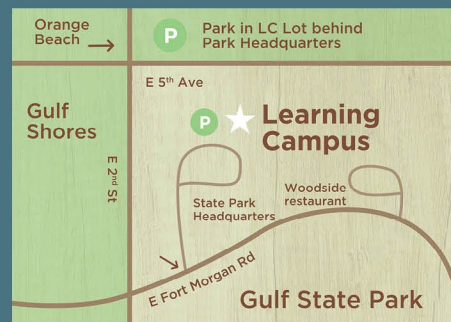 Orange
Beach
P
Park in LC Lot behind
Park Headquarters
E 5th Ave
Gulf
Shores
P
Learning
Campus
E 2nd St
State Park
Headquarters
Woodside
restaurant
E Fort Morgan Rd
Gulf State Park